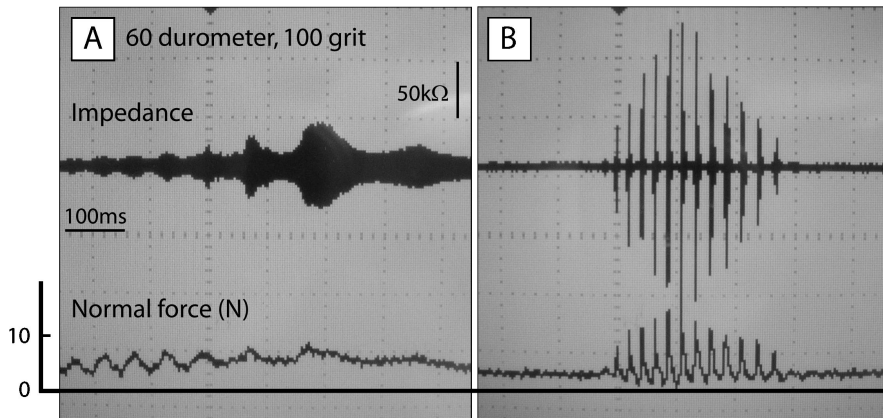 A 60 durometer, 100 grit
B
50kΩ
Impedance
100ms
Normal force (N)
10
0